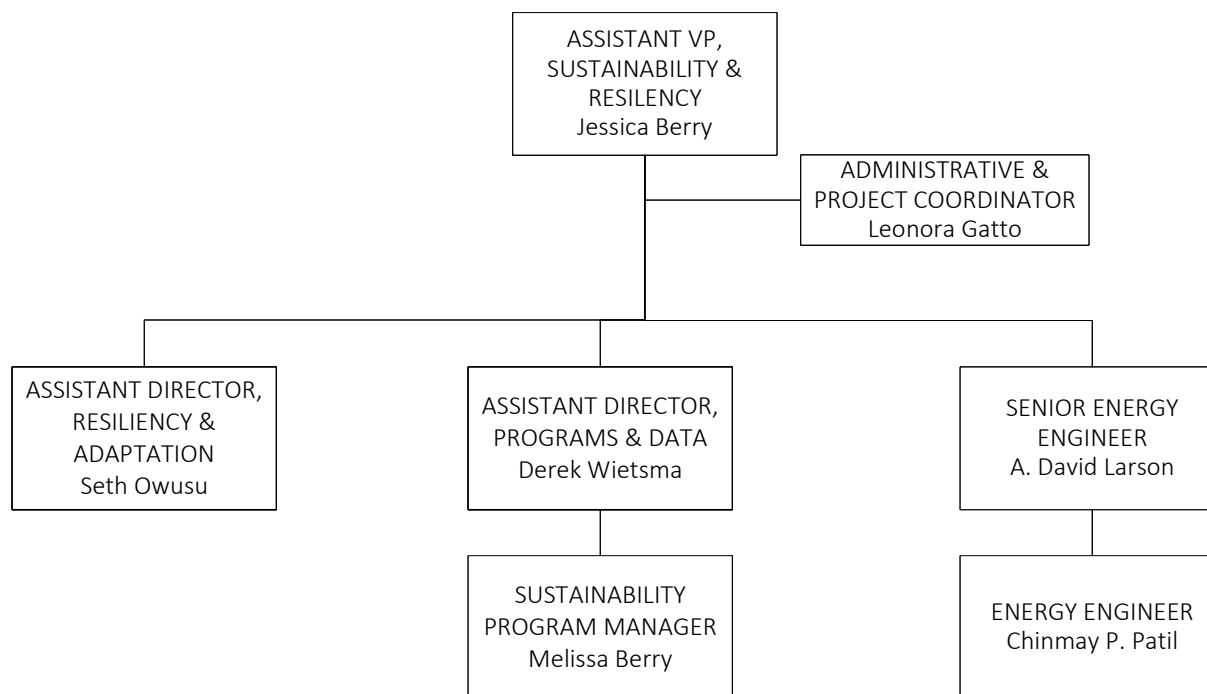 ASSISTANT VP,
SUSTAINABILITY &
RESILENCY
Jessica Berry
ADMINISTRATIVE &
PROJECT COORDINATOR
Leonora Gatto
ASSISTANT DIRECTOR,
RESILIENCY &
ADAPTATION
Seth Owusu
ASSISTANT DIRECTOR,
PROGRAMS & DATA
Derek Wietsma
SENIOR ENERGY
ENGINEER
A. David Larson
SUSTAINABILITY
PROGRAM MANAGER
Melissa Berry
ENERGY ENGINEER
Chinmay P. Patil